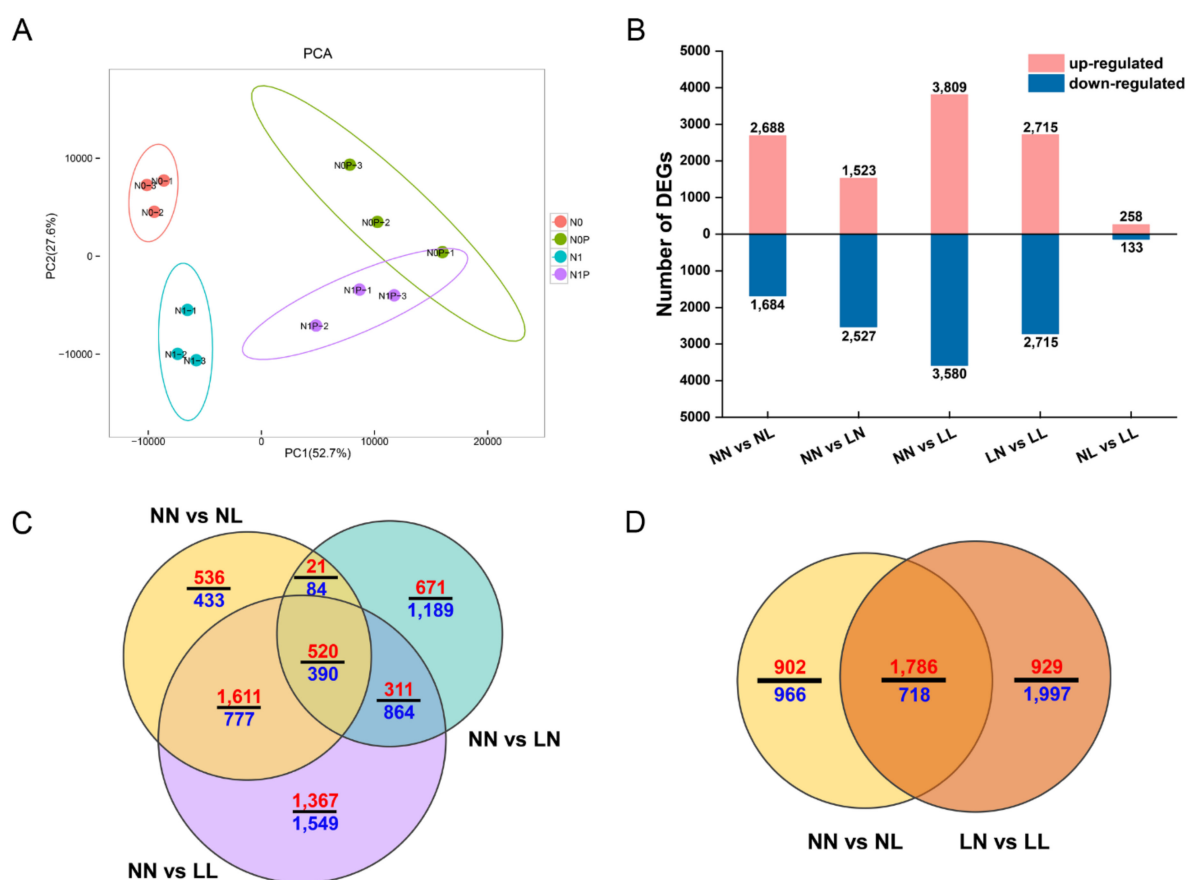 A
PCA
10000
0
−10000
PC2(27.6%)
−10000
0
10000
20000
PC1(52.7%)
N0−3
N0−1
N0−2
N1−1
N1−2
N1−3
N0P−3
N0P−2
N0P−1
N1P−1
N1P−3
N1P−2
N0
N0P
N1
N1P
B
up-regulated
down-regulated
Number of DEGs
5000
4000
3000
2000
1000
0
1000
2000
3000
4000
5000
2,688
1,684
1,523
2,527
3,809
3,580
2,715
2,715
258
133
NN vs NL
NN vs LN
NN vs LL
LN vs LL
NL vs LL
C
NN vs NL
536
433
21
84
671
1,189
520
390
1,611
777
311
864
NN vs LN
1,367
1,549
NN vs LL
D
902
966
1,786
718
929
1,997
NN vs NL
LN vs LL